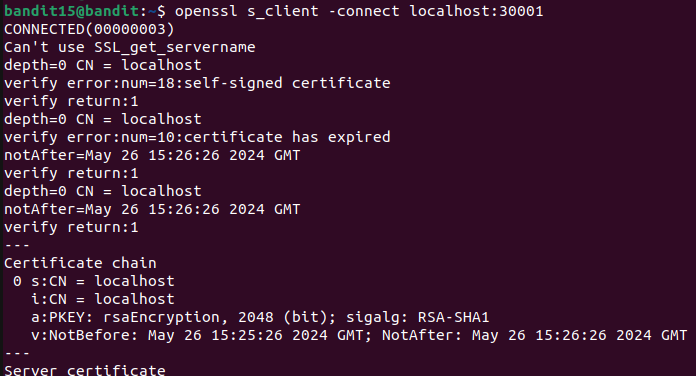 bandit15@bandit:~$ openssl s_client -connect localhost:30001
CONNECTED(00000003)
Can't use SSL_get_servername
depth=0 CN = localhost
verify error:num=18:self-signed certificate
verify return:1
depth=0 CN = localhost
verify error:num=10:certificate has expired
notAfter=May 26 15:26:26 2024 GMT
verify return:1
depth=0 CN = localhost
notAfter=May 26 15:26:26 2024 GMT
verify return:1
---
Certificate chain
 0 s:CN = localhost
   i:CN = localhost
   a:PKEY: rsaEncryption, 2048 (bit); sigalg: RSA-SHA1
   v:NotBefore: May 26 15:25:26 2024 GMT; NotAfter: May 26 15:26:26 2024 GMT
---
Server certificate